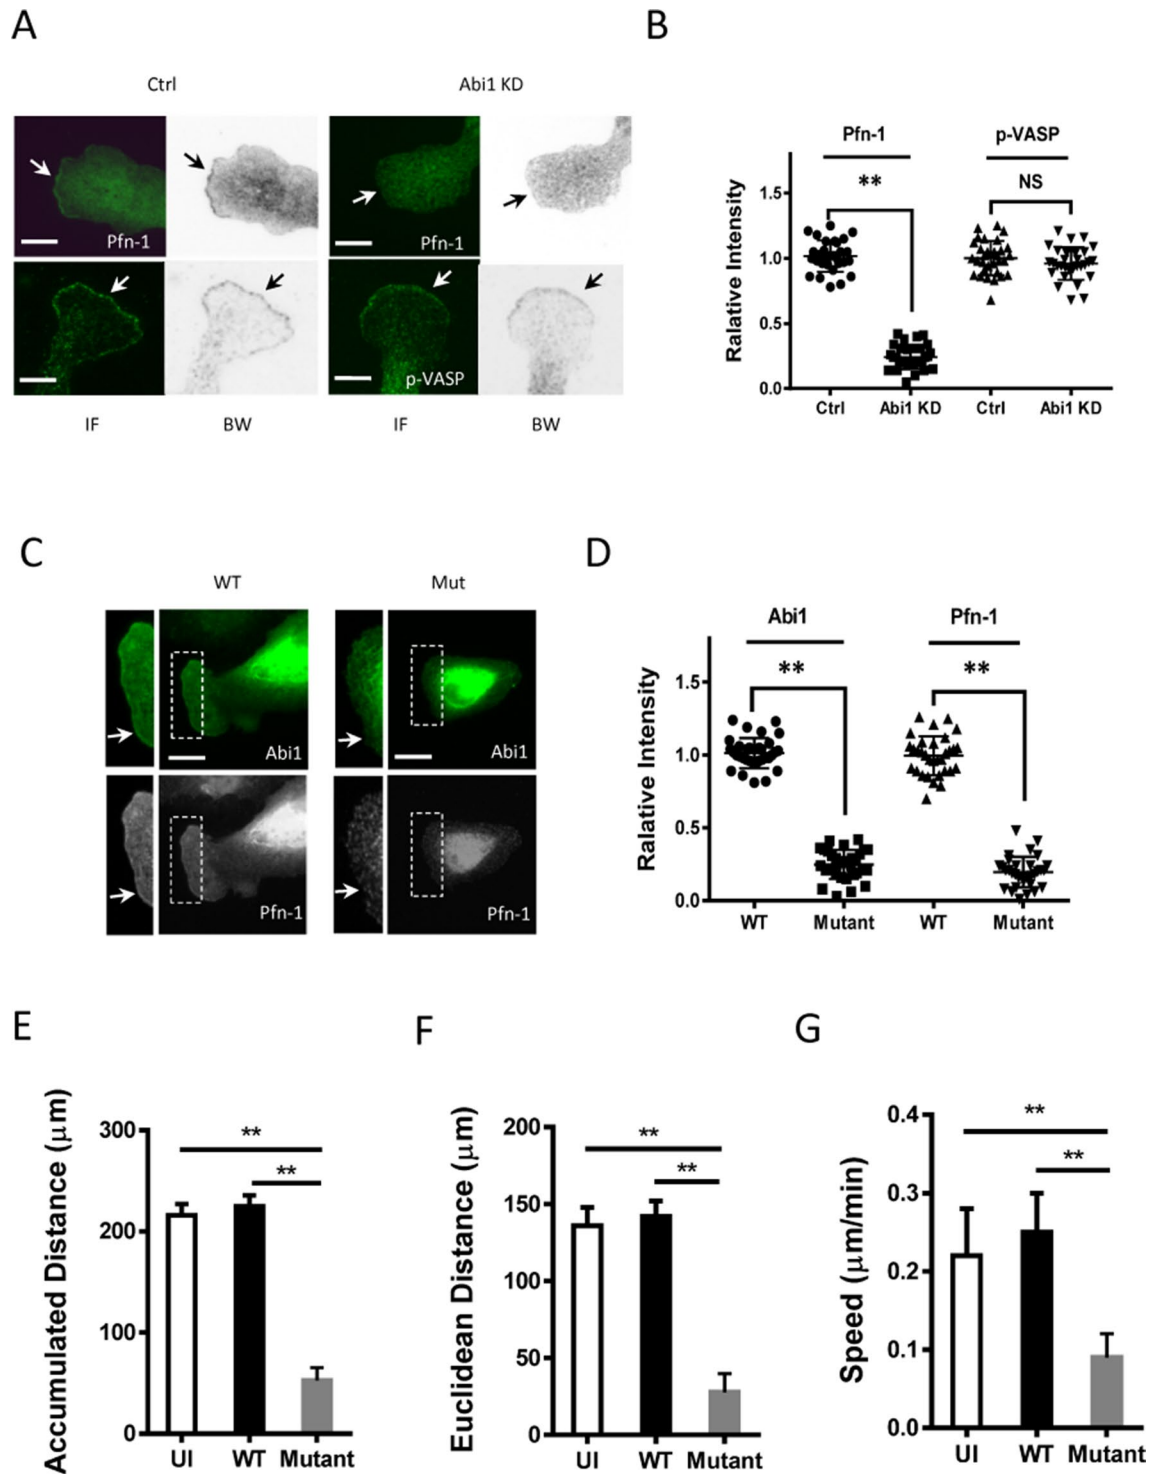 A
Ctrl
Abi1 KD
Pfn-1
Pfn-1
p-VASP
IF
BW
IF
BW
B
Pfn-1
p-VASP
**
NS
Ralative Intensity
1.5
1.0
0.5
0.0
Ctrl
Abi1 KD
Ctrl
Abi1 KD
C
WT
Mut
Abi1
Abi1
Pfn-1
Pfn-1
D
Abi1
Pfn-1
**
**
Ralative Intensity
1.5
1.0
0.5
0.0
WT
Mutant
WT
Mutant
E
Accumulated Distance (μm)
300
200
100
0
**
**
UI
WT
Mutant
F
Euclidean Distance (μm)
200
150
100
50
0
**
**
UI
WT
Mutant
G
Speed (μm/min)
0.4
0.3
0.2
0.1
0.0
**
**
UI
WT
Mutant